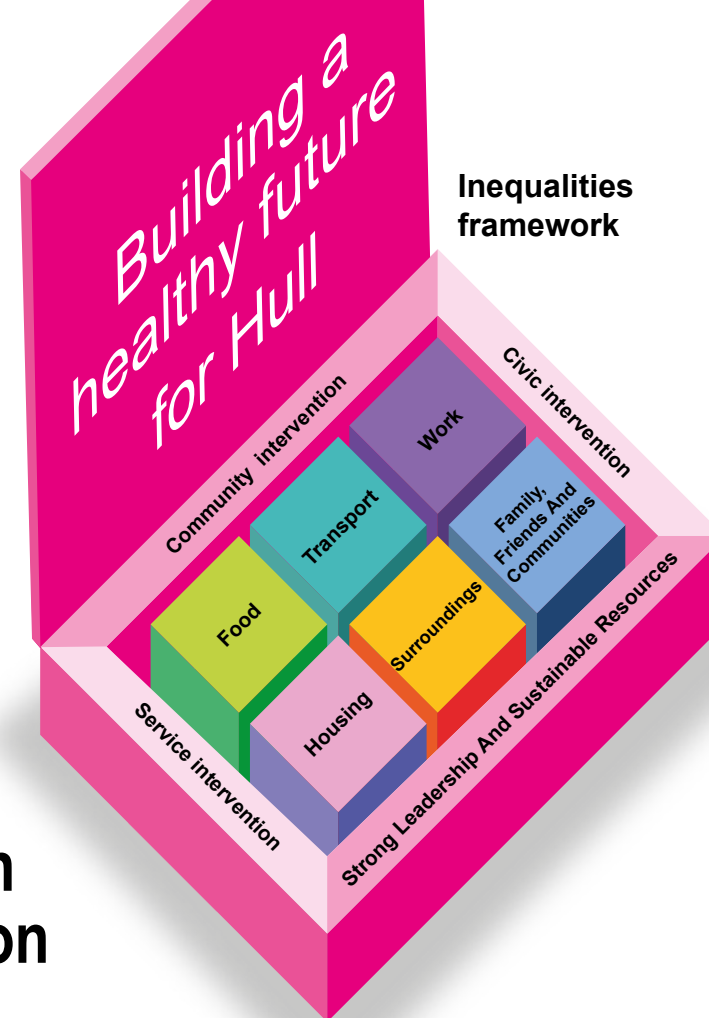 Building a
healthy future
for Hull
Inequalities
framework
Community intervention
Civic intervention
Work
Transport
Family,
Friends And
Communities
Food
Surroundings
Housing
Service intervention
Strong Leadership And Sustainable Resources
on